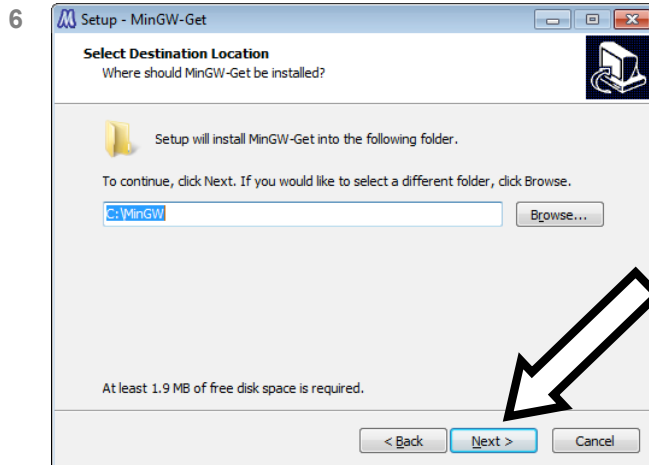 6
Setup - MinGW-Get
Select Destination Location
Where should MinGW-Get be installed?
Setup will install MinGW-Get into the following folder.
To continue, click Next. If you would like to select a different folder, click Browse.
C:\MinGW
Browse...
At least 1.9 MB of free disk space is required.
< Back
Next >
Cancel